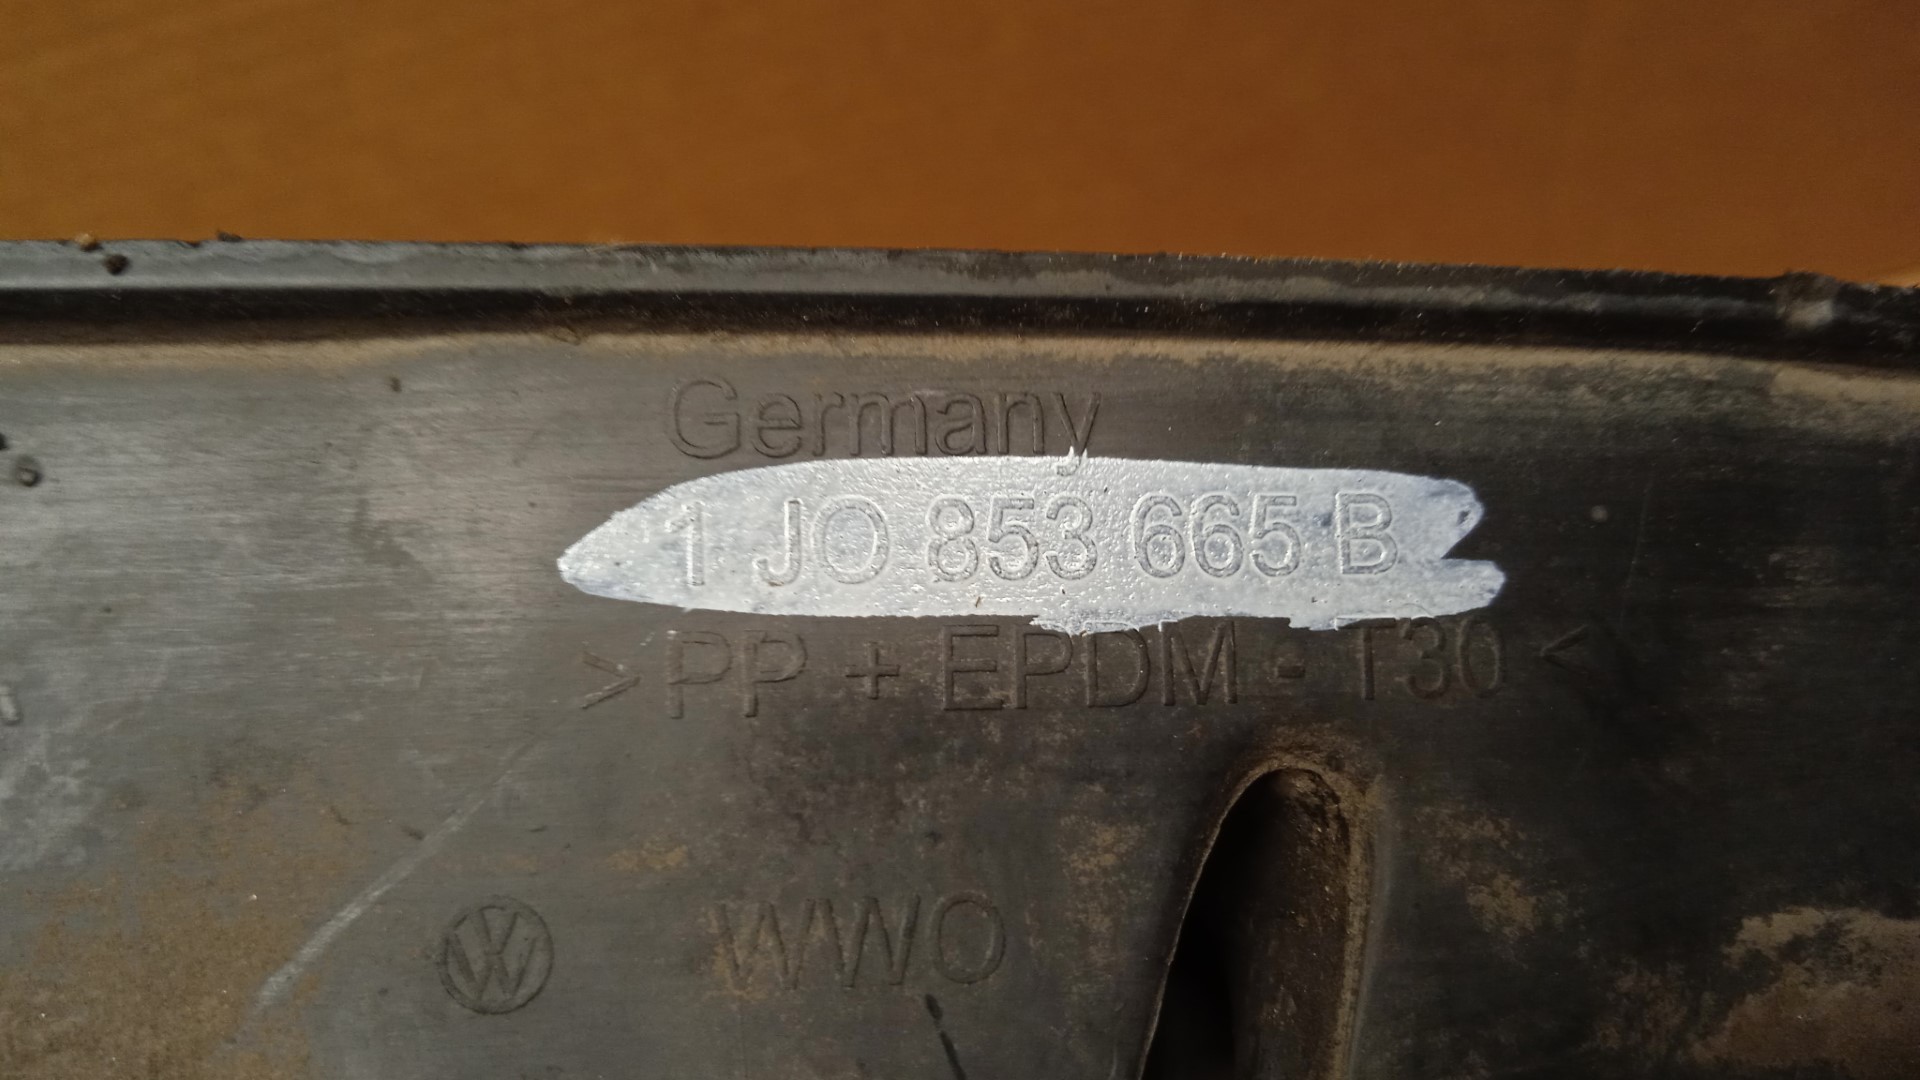 Germany
1 JO 853 665 B
>PP + EPDM - T30<
WWO